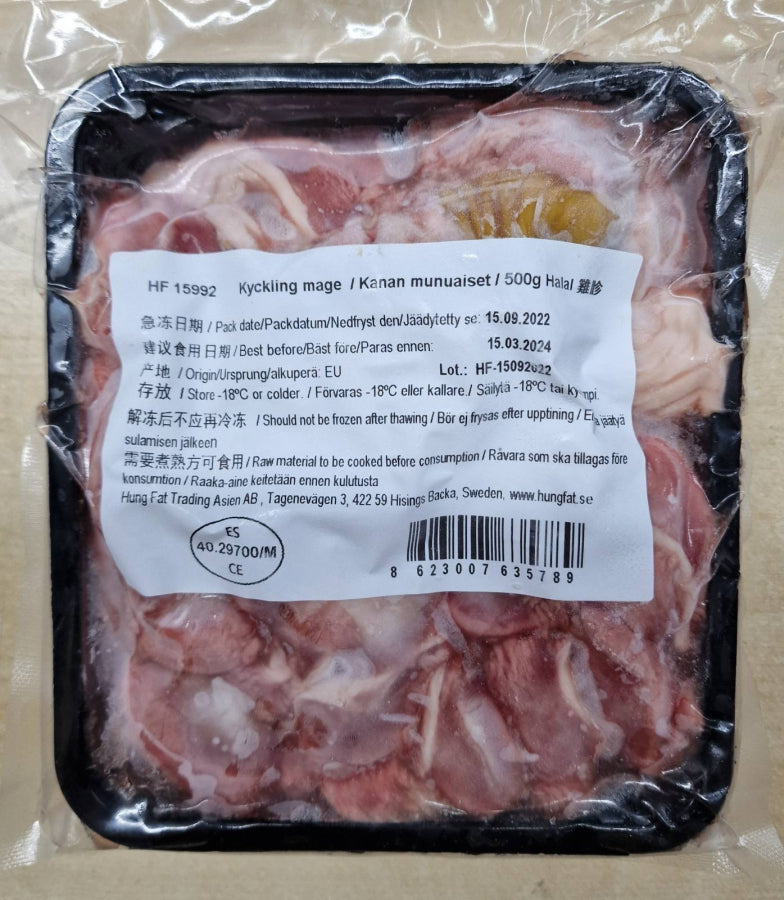 HF 15992 Kyckling mage / Kanan munuaiset / 500g Halal 雞胗
急冻日期 / Pack date/Packdatum/Nedfryst den/Jäädytetty se: 15.09.2022
建议食用日期 / Best before/Bäst före/Paras ennen: 15.03.2024
产地 / Origin/Ursprung/alkuperä: EU Lot.: HF-15092022
存放 / Store -18ºC or colder. / Förvaras -18ºC eller kallare./ Säilytä -18ºC tai
解冻后不应再冷冻 / Should not be frozen after thawing / Bör ej frysas efter upptining / jäätyä
sulamisen jälkeen
需要煮熟方可食用 / Raw material to be cooked before consumption / Råvara som ska tillagas före
konsumtion / Raaka-aine keitetään ennen kulutusta
Hung Fat Trading Asien AB , Tagenevägen 3, 422 59 Hisings Backa, Sweden, www.hungfat.se
ES
40.29700/M
CE
8 623007 635789